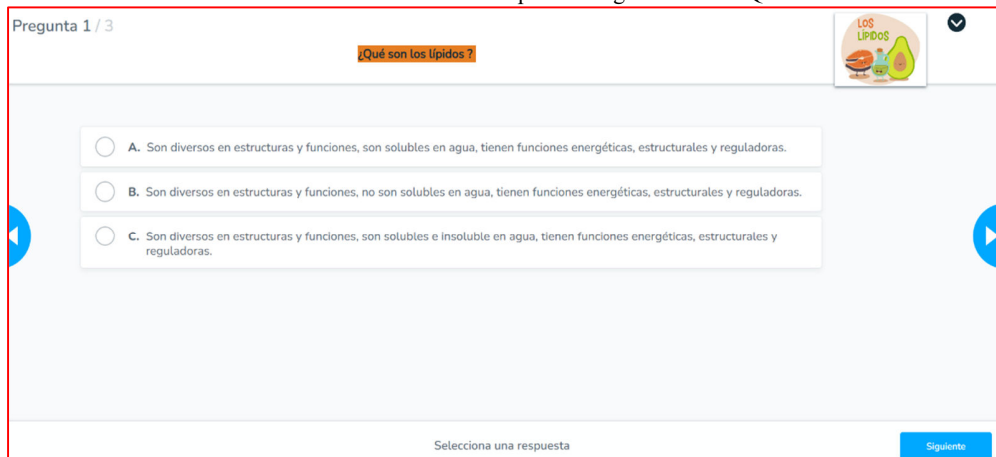 Pregunta 1 / 3
¿Qué son los lípidos ?
LOS
LÍPIDOS
A. Son diversos en estructuras y funciones, son solubles en agua, tienen funciones energéticas, estructurales y reguladoras.
B. Son diversos en estructuras y funciones, no son solubles en agua, tienen funciones energéticas, estructurales y reguladoras.
C. Son diversos en estructuras y funciones, son solubles e insoluble en agua, tienen funciones energéticas, estructurales y
reguladoras.
Selecciona una respuesta
Siguiente